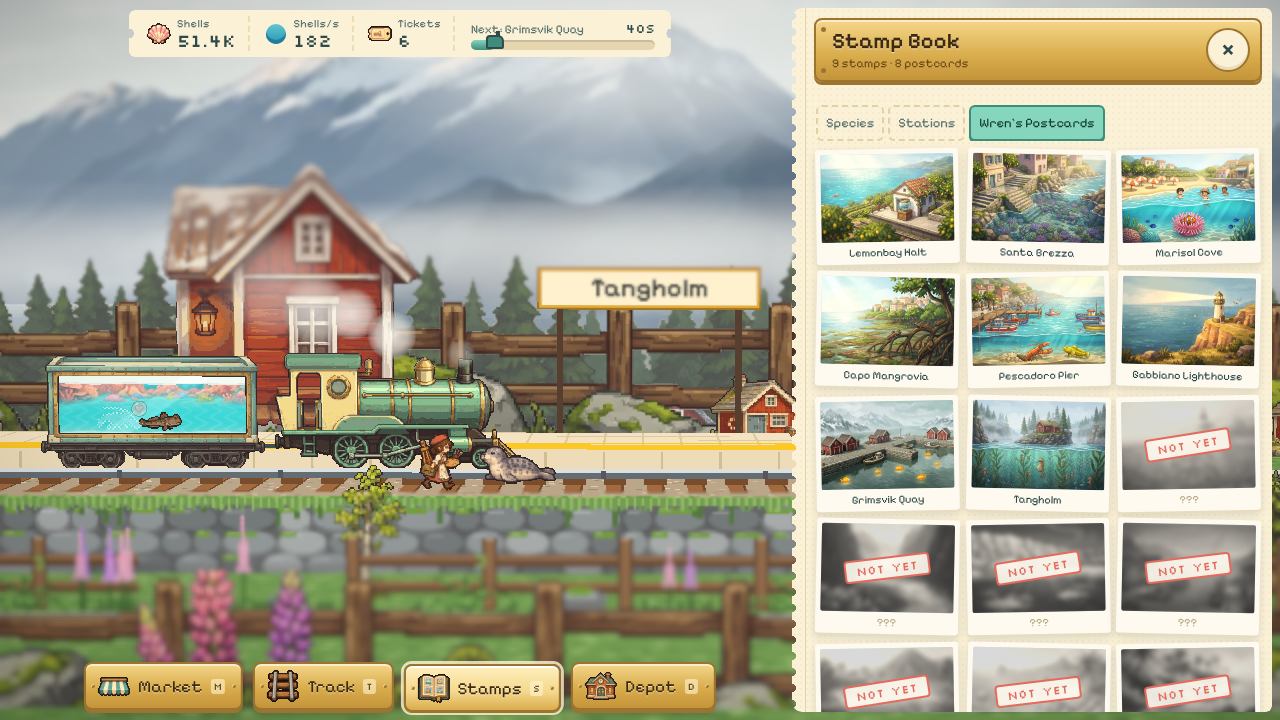 Shells
51.4K
Shells/s
182
Tickets
6
Next: Grimsvik Quay
40s
Tangholm
Market M
Track T
Stamps S
Depot D
Stamp Book
9 stamps · 8 postcards
×
Species
Stations
Wren's Postcards
Lemonbay Halt
Santa Brezza
Marisol Cove
Capo Mangrovia
Pescadoro Pier
Gabbiano Lighthouse
Grimsvik Quay
Tangholm
NOT YET
???
NOT YET
???
NOT YET
???
NOT YET
???
NOT YET
NOT YET
NOT YET